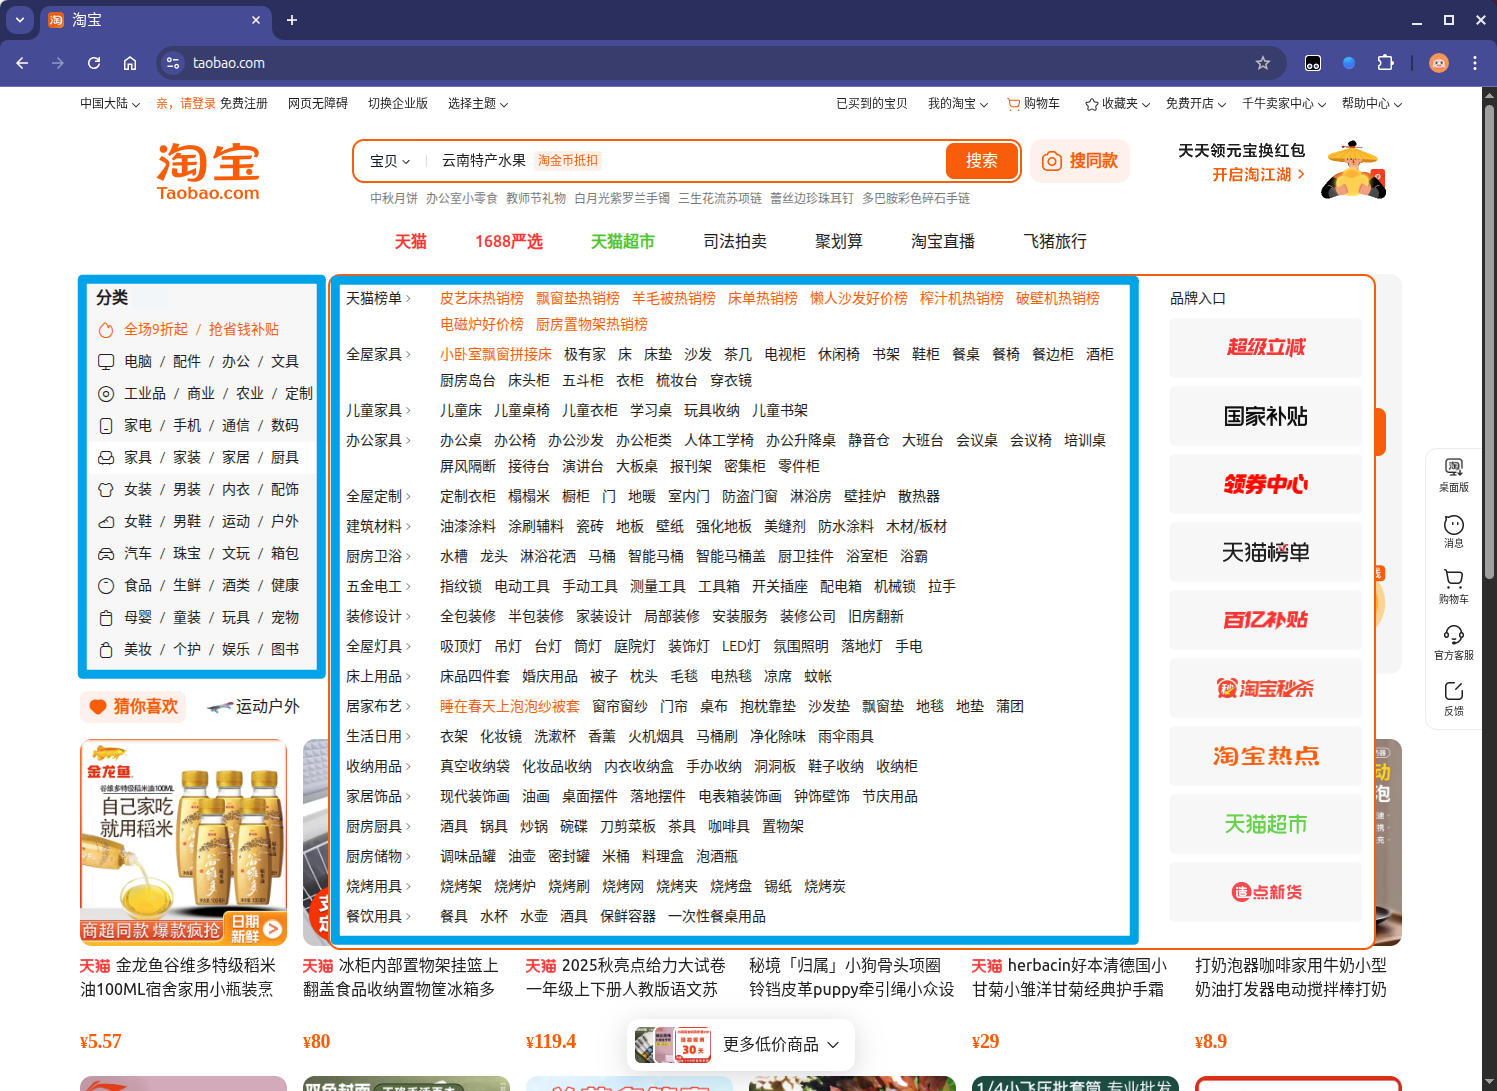 淘宝
taobao.com
中国大陆 亲，请登录 免费注册 网页无障碍 切换企业版 选择主题 已买到的宝贝 我的淘宝 购物车 收藏夹 免费开店 千牛卖家中心 帮助中心
淘宝
Taobao.com
宝贝 云南特产水果 淘金币抵扣 搜索 搜同款
天天领元宝换红包
开启淘江湖
中秋月饼 办公室小零食 教师节礼物 白月光紫罗兰手镯 三生花流苏项链 蕾丝边珍珠耳钉 多巴胺彩色碎石手链
天猫 1688严选 天猫超市 司法拍卖 聚划算 淘宝直播 飞猪旅行
分类
全场9折起 / 抢省钱补贴
电脑 / 配件 / 办公 / 文具
工业品 / 商业 / 农业 / 定制
家电 / 手机 / 通信 / 数码
家具 / 家装 / 家居 / 厨具
女装 / 男装 / 内衣 / 配饰
女鞋 / 男鞋 / 运动 / 户外
汽车 / 珠宝 / 文玩 / 箱包
食品 / 生鲜 / 酒类 / 健康
母婴 / 童装 / 玩具 / 宠物
美妆 / 个护 / 娱乐 / 图书
天猫榜单 皮艺床热销榜 飘窗垫热销榜 羊毛被热销榜 床单热销榜 懒人沙发好价榜 榨汁机热销榜 破壁机热销榜
电磁炉好价榜 厨房置物架热销榜
全屋家具 小卧室飘窗拼接床 极有家 床 床垫 沙发 茶几 电视柜 休闲椅 书架 鞋柜 餐桌 餐椅 餐边柜 酒柜
厨房岛台 床头柜 五斗柜 衣柜 梳妆台 穿衣镜
儿童家具 儿童床 儿童桌椅 儿童衣柜 学习桌 玩具收纳 儿童书架
办公家具 办公桌 办公椅 办公沙发 办公柜类 人体工学椅 办公升降桌 静音仓 大班台 会议桌 会议椅 培训桌
屏风隔断 接待台 演讲台 大板桌 报刊架 密集柜 零件柜
全屋定制 定制衣柜 榻榻米 橱柜 门 地暖 室内门 防盗门窗 淋浴房 壁挂炉 散热器
建筑材料 油漆涂料 涂刷辅料 瓷砖 地板 壁纸 强化地板 美缝剂 防水涂料 木材/板材
厨房卫浴 水槽 龙头 淋浴花洒 马桶 智能马桶 智能马桶盖 厨卫挂件 浴室柜 浴霸
五金电工 指纹锁 电动工具 手动工具 测量工具 工具箱 开关插座 配电箱 机械锁 拉手
装修设计 全包装修 半包装修 家装设计 局部装修 安装服务 装修公司 旧房翻新
全屋灯具 吸顶灯 吊灯 台灯 筒灯 庭院灯 装饰灯 LED灯 氛围照明 落地灯 手电
床上用品 床品四件套 婚庆用品 被子 枕头 毛毯 电热毯 凉席 蚊帐
居家布艺 睡在春天上泡泡纱被套 窗帘窗纱 门帘 桌布 抱枕靠垫 沙发垫 飘窗垫 地毯 地垫 蒲团
生活日用 衣架 化妆镜 洗漱杯 香薰 火机烟具 马桶刷 净化除味 雨伞雨具
收纳用品 真空收纳袋 化妆品收纳 内衣收纳盒 手办收纳 洞洞板 鞋子收纳 收纳柜
家居饰品 现代装饰画 油画 桌面摆件 落地摆件 电表箱装饰画 钟饰壁饰 节庆用品
厨房厨具 酒具 锅具 炒锅 碗碟 刀剪菜板 茶具 咖啡具 置物架
厨房储物 调味品罐 油壶 密封罐 米桶 料理盒 泡酒瓶
烧烤用具 烧烤架 烧烤炉 烧烤刷 烧烤网 烧烤夹 烧烤盘 锡纸 烧烤炭
餐饮用具 餐具 水杯 水壶 酒具 保鲜容器 一次性餐桌用品
品牌入口
超级立减
国家补贴
领券中心
天猫榜单
百亿补贴
淘宝秒杀
淘宝热点
天猫超市
点新货
桌面版
消息
购物车
官方客服
反馈
猜你喜欢 运动户外
金龙鱼
谷维多特级稻米油100ML
自己家吃
就用稻米
商超同款 爆款疯抢
日期
新鲜
天猫 金龙鱼谷维多特级稻米
油100ML宿舍家用小瓶装烹
¥5.57
天猫 冰柜内部置物架挂篮上
翻盖食品收纳置物筐冰箱多
¥80
天猫 2025秋亮点给力大试卷
一年级上下册人教版语文苏
¥119.4
秘境「归属」小狗骨头项圈
铃铛皮革puppy牵引绳小众设
天猫 herbacin好本清德国小
甘菊小雏洋甘菊经典护手霜
¥29
打奶泡器咖啡家用牛奶小型
奶油打发器电动搅拌棒打奶
¥8.9
30天
更多低价商品